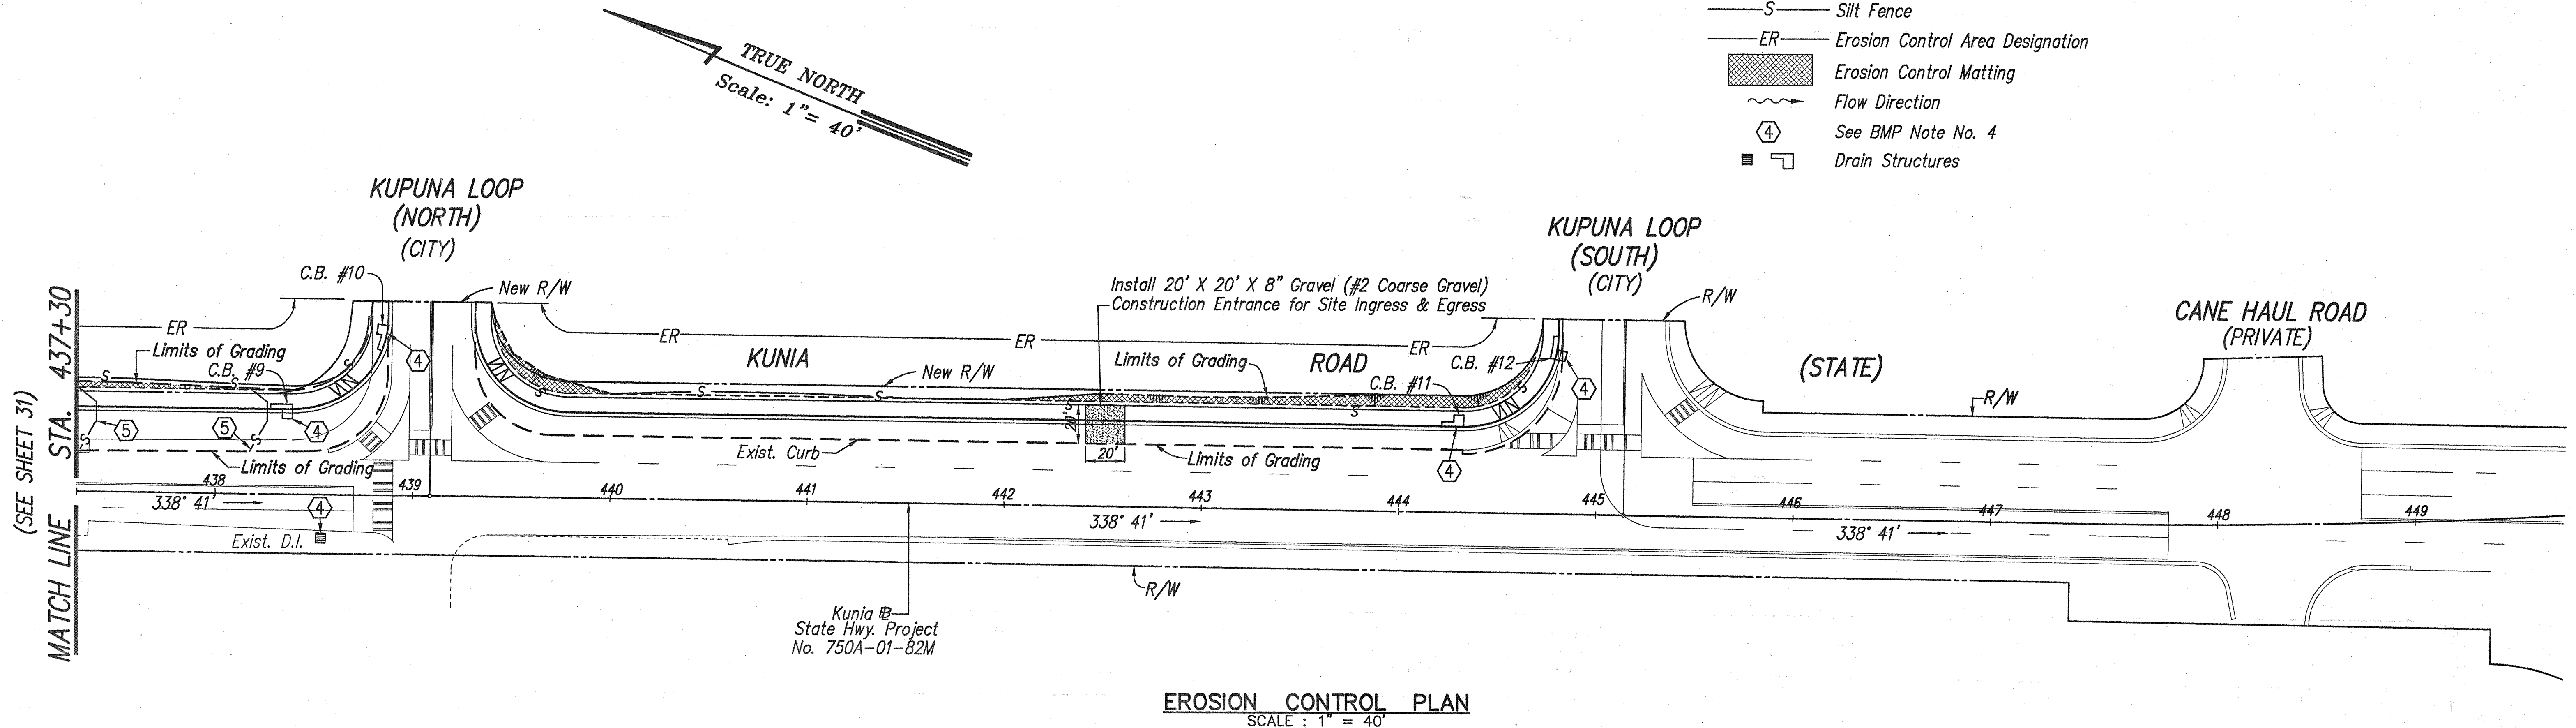 S Silt Fence
ER Erosion Control Area Designation
Erosion Control Matting
Flow Direction
4 See BMP Note No. 4
Drain Structures
TRUE NORTH
Scale: 1"= 40'
KUPUNA LOOP
(NORTH)
(CITY)
C.B. #10
New R/W
KUPUNA LOOP
(SOUTH)
(CITY)
R/W
CANE HAUL ROAD
(PRIVATE)
Install 20' X 20' X 8" Gravel (#2 Coarse Gravel)
Construction Entrance for Site Ingress & Egress
(SEE SHEET 31)
MATCH LINE STA. 437+30
ER
ER
ER
ER
Limits of Grading
C.B. #9
4
KUNIA
Limits of Grading
ROAD
C.B. #12
(STATE)
New R/W
C.B. #11
4
R/W
S
S
S
S
S
S
S
S
S
S
S
5
5
4
20'
20'
Exist. Curb
Limits of Grading
Limits of Grading
4
438
439
440
441
442
443
444
445
446
447
448
449
338° 41'
338° 41'
338° 41'
4
Exist. D.I.
R/W
Kunia B
State Hwy. Project
No. 750A-01-82M
EROSION CONTROL PLAN
SCALE : 1" = 40'